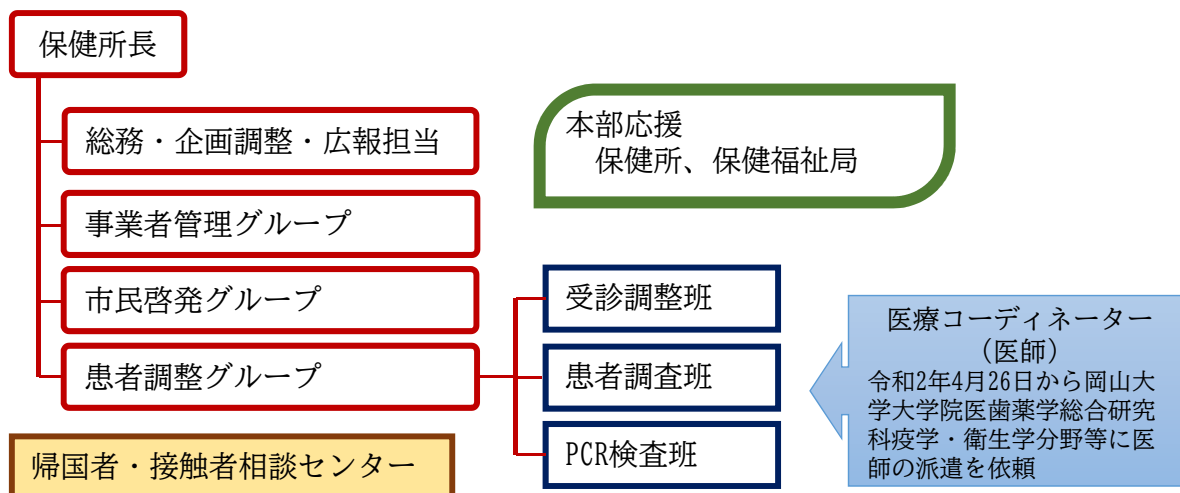 保健所長
総務・企画調整・広報担当
事業者管理グループ
市民啓発グループ
患者調整グループ
帰国者・接触者相談センター
本部応援
保健所、保健福祉局
受診調整班
患者調査班
PCR検査班
医療コーディネーター
（医師）
令和2年4月26日から岡山大
学大学院医歯薬学総合研究
科疫学・衛生学分野等に医
師の派遣を依頼